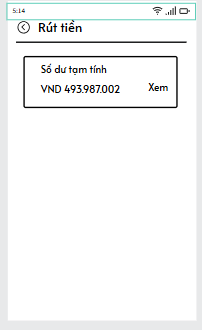 5:14
Rút tiền
Số dư tạm tính
VND 493.987.002
Xem